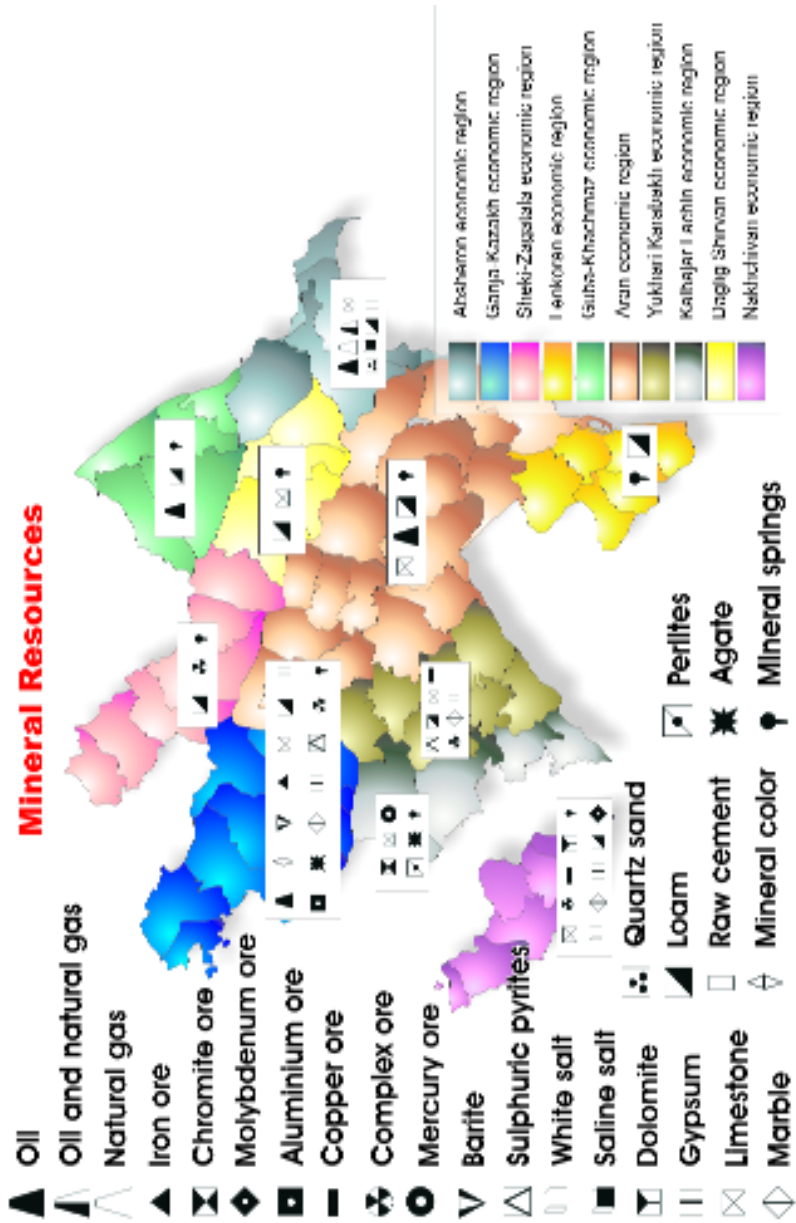 Mineral Resources
Oil
Oil and natural gas
Natural gas
Iron ore
Chromite ore
Molybdenum ore
Aluminium ore
Copper ore
Complex ore
Mercury ore
Barite
Sulphuric pyrites
White salt
Saline salt
Dolomite
Gypsum
Limestone
Marble
Quartz sand
Loam
Raw cement
Mineral color
Perlites
Agate
Mineral springs
Absheron economic region
Ganja-Kazakh economic region
Sheki-Zagatala economic region
Lenkoran economic region
Guba-Khachmaz economic region
Aran economic region
Yukhari Karabakh economic region
Kalbajar Lachin economic region
Daglig Shirvan economic region
Nakhchivan economic region